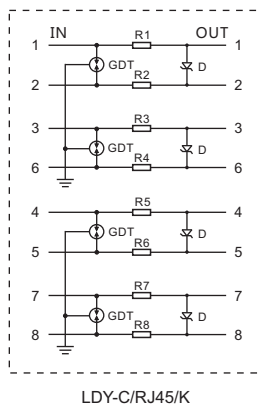 IN OUT
1 R1 1
GDT D
2 R2 2
3 R3 3
GDT D
6 R4 6
4 R5 4
GDT D
5 R6 5
7 R7 7
GDT D
8 R8 8
LDY-C/RJ45/K